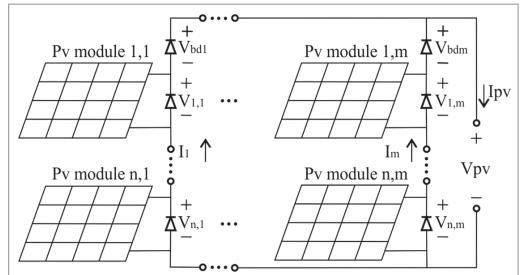 Pv module 1,1
Pv module 1,m
+
Vbd1
−
+
Vbdm
−
Ipv
+
V1,1
−
...
+
V1,m
−
+
Vpv
−
I1
Im
Pv module n,1
Pv module n,m
+
Vn,1
−
...
+
Vn,m
−